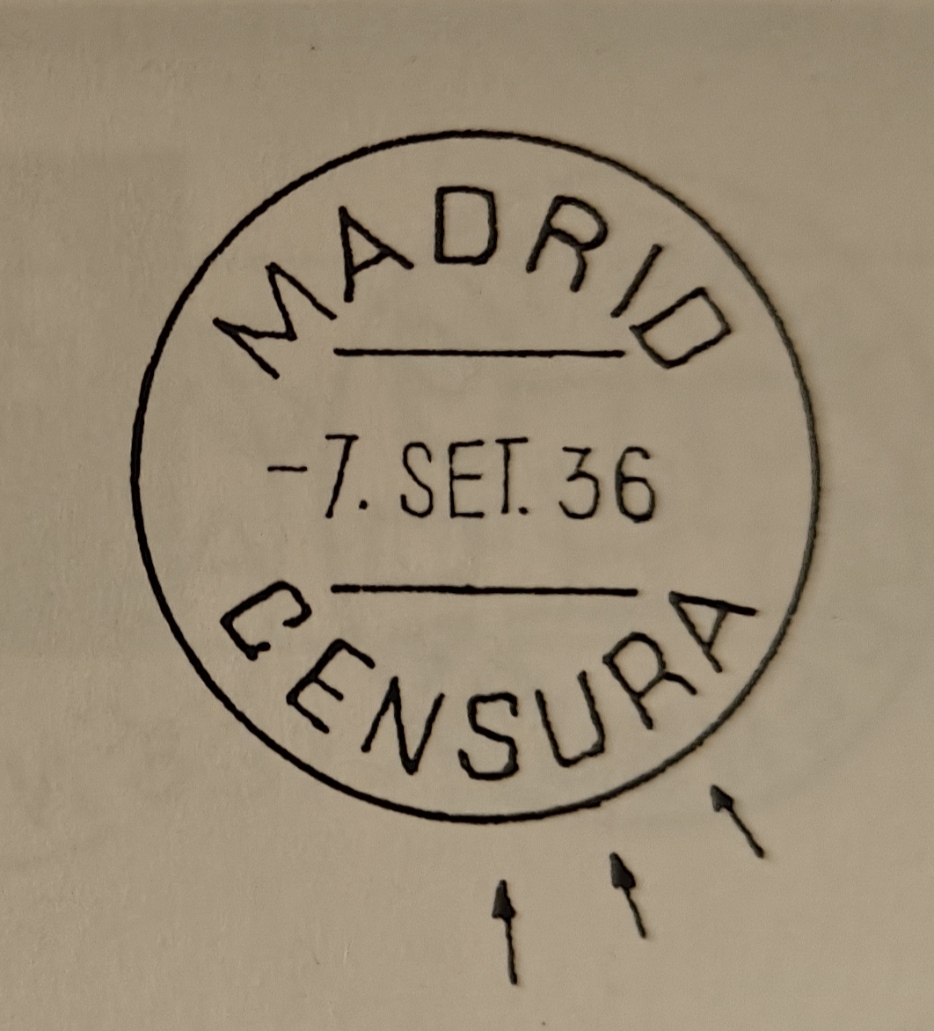 MADRID
-7. SET. 36
CENSURA